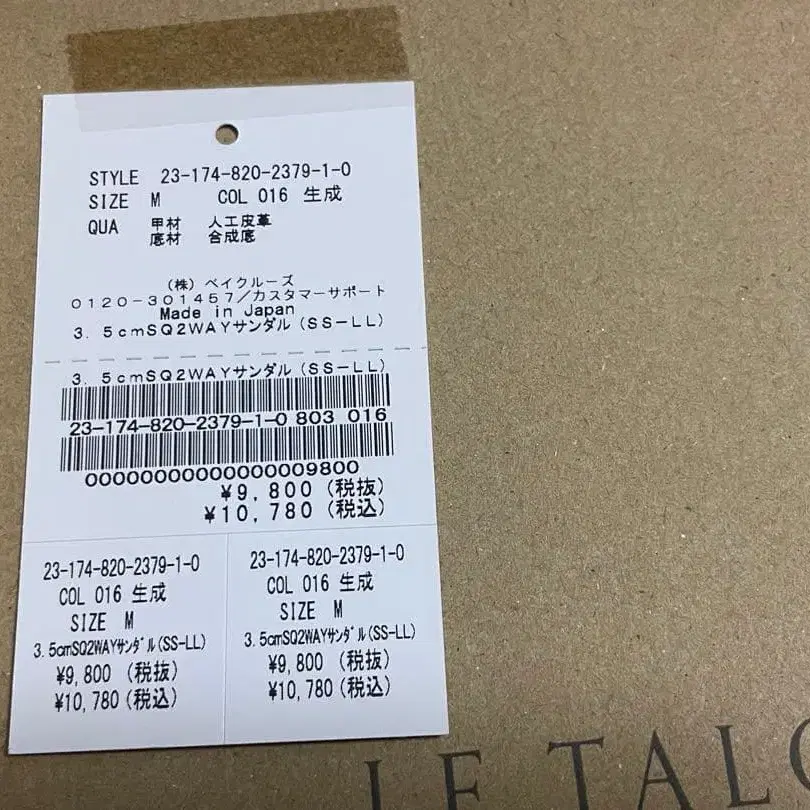 STYLE 23-174-820-2379-1-0
SIZE M COL 016 生成
QUA 甲材 人工皮革
底材 合成底
(株) ベイクルーズ
0120-301457/カスタマーサポート
Made in Japan
3.5cmSQ2WAYサンダル(SS-LL)
3.5cmSQ2WAYサンダル(SS-LL)
23-174-820-2379-1-0 803 016
00000000000000009800
¥9,800(税抜)
¥10,780(税込)
23-174-820-2379-1-0
COL 016 生成
SIZE M
3.5cmSQ2WAYサンダル(SS-LL)
¥9,800 (税抜)
¥10,780(税込)
23-174-820-2379-1-0
COL 016 生成
SIZE M
3.5cmSQ2WAYサンダル(SS-LL)
¥9,800 (税抜)
¥10,780(税込)
LE TALO